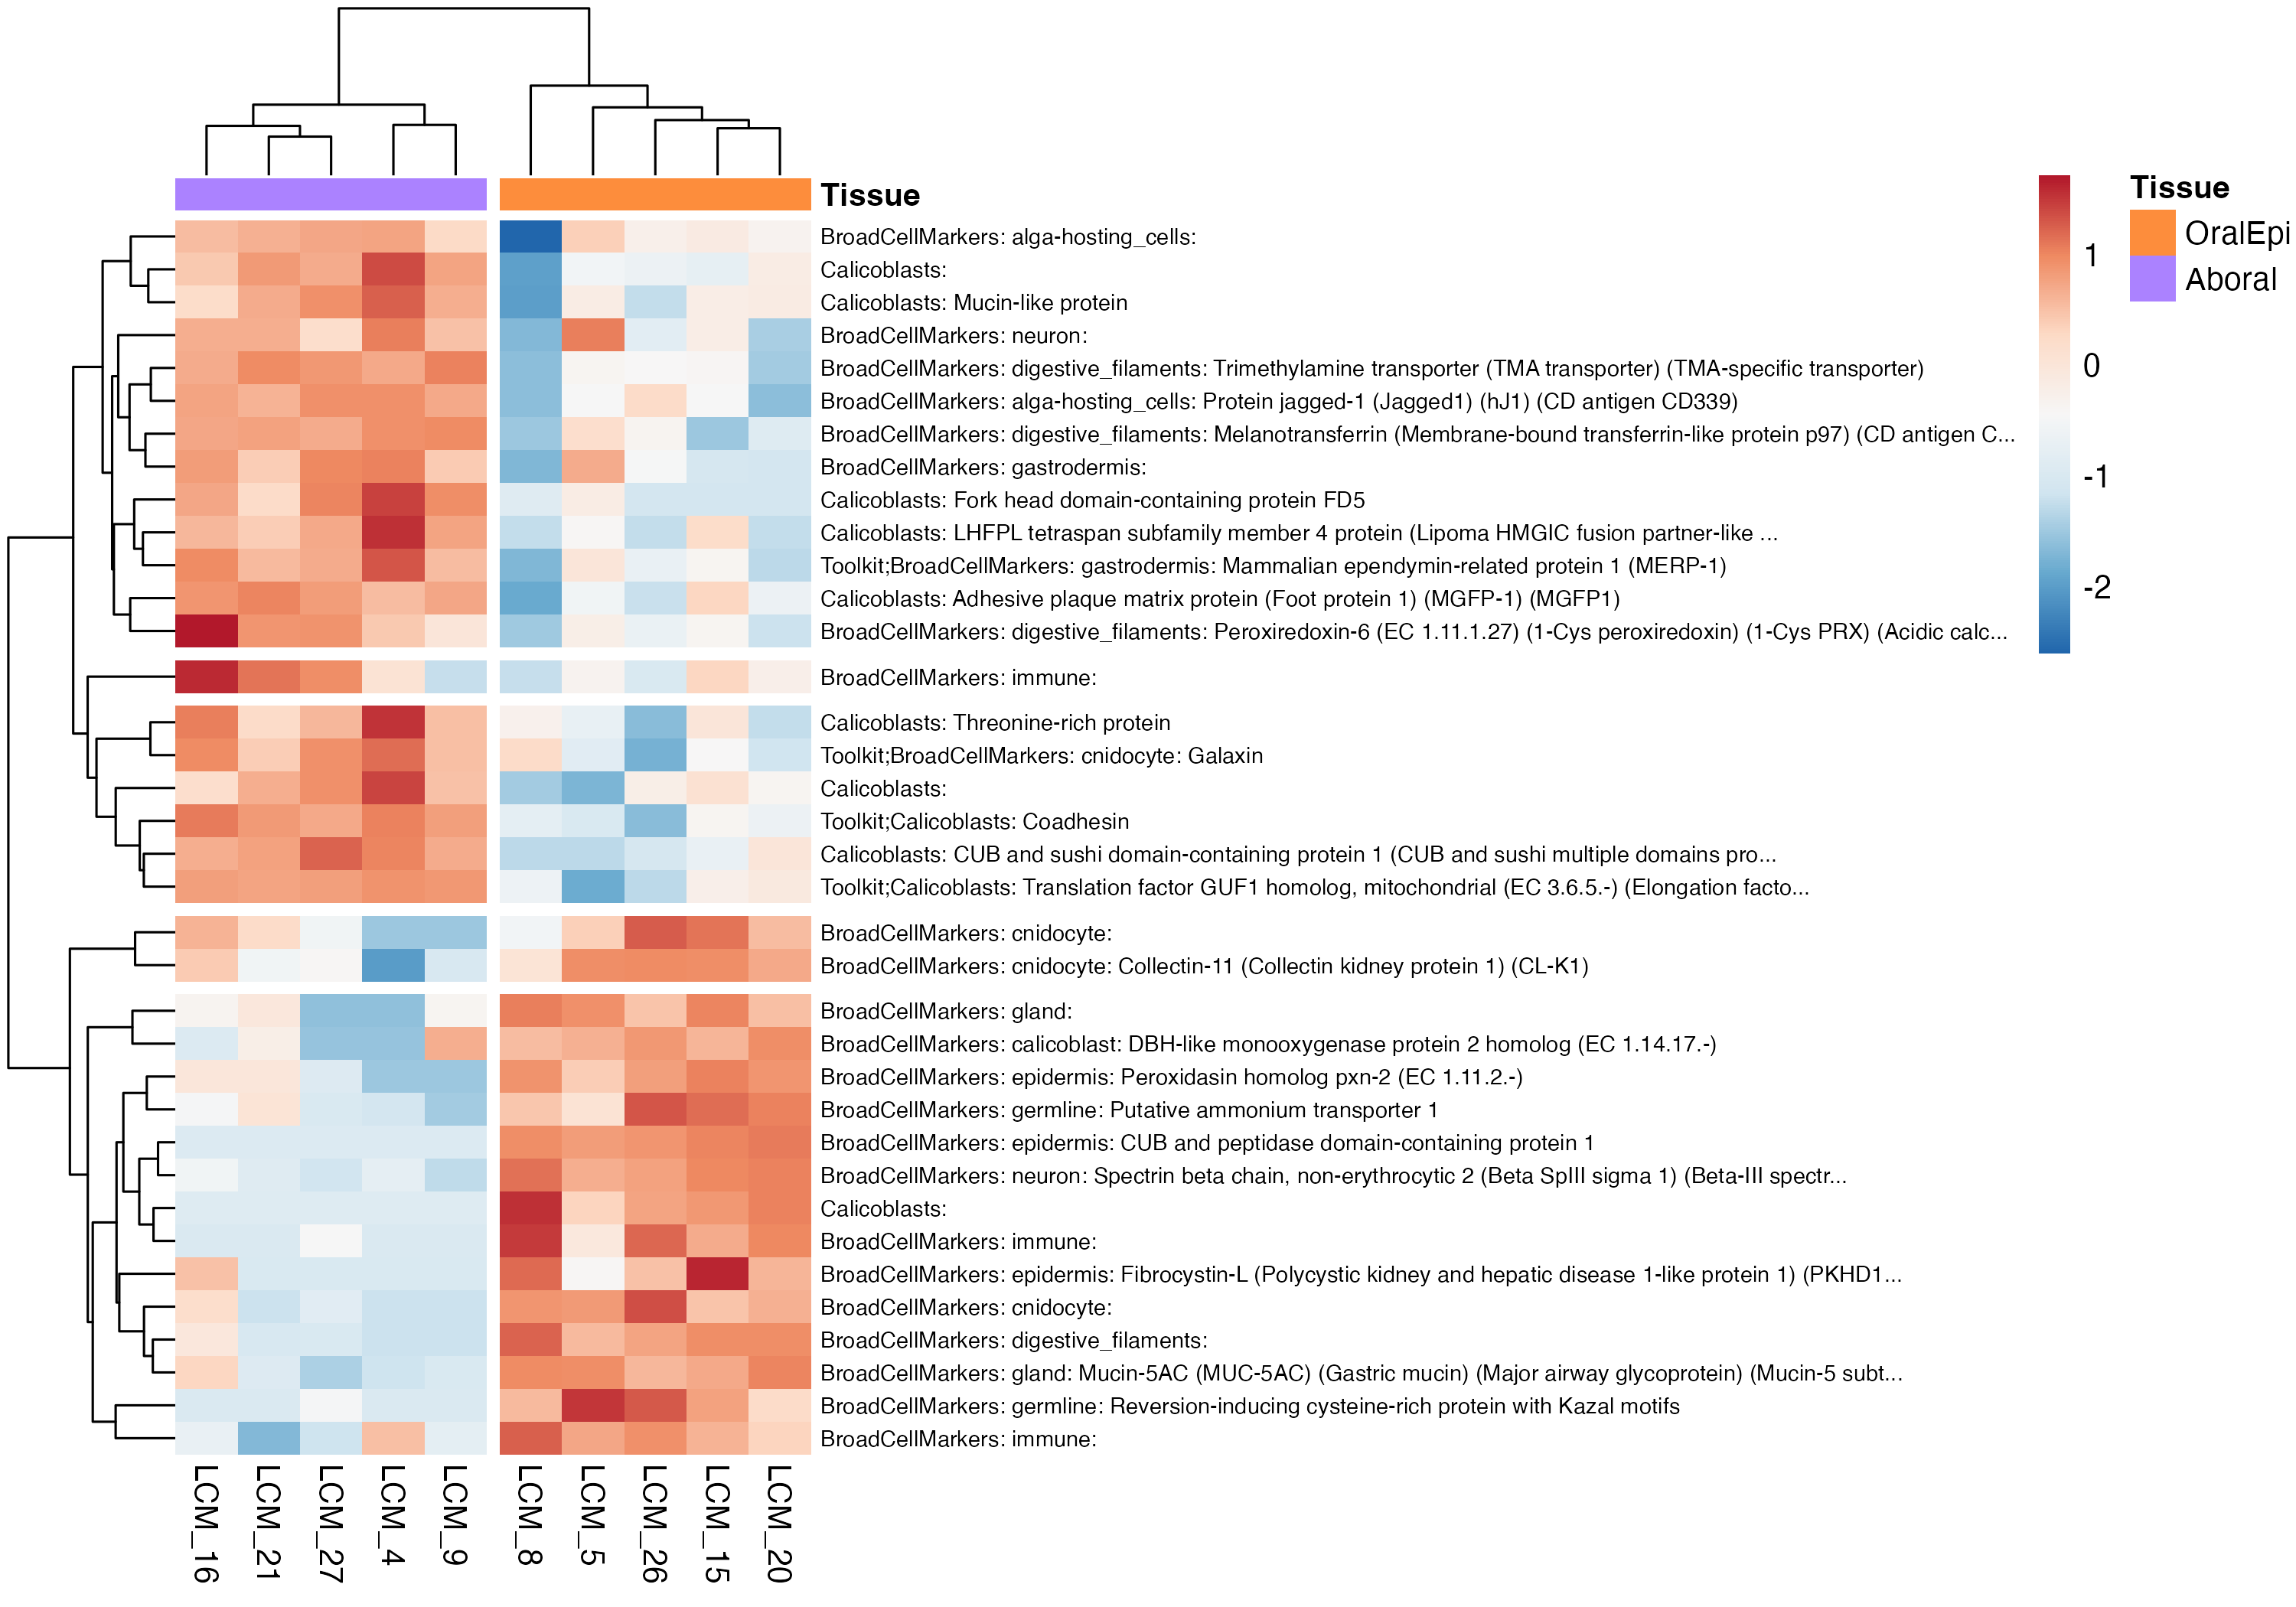 Tissue
BroadCellMarkers: alga-hosting_cells:
Calicoblasts:
Calicoblasts: Mucin-like protein
BroadCellMarkers: neuron:
BroadCellMarkers: digestive_filaments: Trimethylamine transporter (TMA transporter) (TMA-specific transporter)
BroadCellMarkers: alga-hosting_cells: Protein jagged-1 (Jagged1) (hJ1) (CD antigen CD339)
BroadCellMarkers: digestive_filaments: Melanotransferrin (Membrane-bound transferrin-like protein p97) (CD antigen C...
BroadCellMarkers: gastrodermis:
Calicoblasts: Fork head domain-containing protein FD5
Calicoblasts: LHFPL tetraspan subfamily member 4 protein (Lipoma HMGIC fusion partner-like ...
Toolkit;BroadCellMarkers: gastrodermis: Mammalian ependymin-related protein 1 (MERP-1)
Calicoblasts: Adhesive plaque matrix protein (Foot protein 1) (MGFP-1) (MGFP1)
BroadCellMarkers: digestive_filaments: Peroxiredoxin-6 (EC 1.11.1.27) (1-Cys peroxiredoxin) (1-Cys PRX) (Acidic calc...
BroadCellMarkers: immune:
Calicoblasts: Threonine-rich protein
Toolkit;BroadCellMarkers: cnidocyte: Galaxin
Calicoblasts:
Toolkit;Calicoblasts: Coadhesin
Calicoblasts: CUB and sushi domain-containing protein 1 (CUB and sushi multiple domains pro...
Toolkit;Calicoblasts: Translation factor GUF1 homolog, mitochondrial (EC 3.6.5.-) (Elongation facto...
BroadCellMarkers: cnidocyte:
BroadCellMarkers: cnidocyte: Collectin-11 (Collectin kidney protein 1) (CL-K1)
BroadCellMarkers: gland:
BroadCellMarkers: calicoblast: DBH-like monooxygenase protein 2 homolog (EC 1.14.17.-)
BroadCellMarkers: epidermis: Peroxidasin homolog pxn-2 (EC 1.11.2.-)
BroadCellMarkers: germline: Putative ammonium transporter 1
BroadCellMarkers: epidermis: CUB and peptidase domain-containing protein 1
BroadCellMarkers: neuron: Spectrin beta chain, non-erythrocytic 2 (Beta SpIII sigma 1) (Beta-III spectr...
Calicoblasts:
BroadCellMarkers: immune:
BroadCellMarkers: epidermis: Fibrocystin-L (Polycystic kidney and hepatic disease 1-like protein 1) (PKHD1...
BroadCellMarkers: cnidocyte:
BroadCellMarkers: digestive_filaments:
BroadCellMarkers: gland: Mucin-5AC (MUC-5AC) (Gastric mucin) (Major airway glycoprotein) (Mucin-5 subt...
BroadCellMarkers: germline: Reversion-inducing cysteine-rich protein with Kazal motifs
BroadCellMarkers: immune:
LCM_16
LCM_21
LCM_27
LCM_4
LCM_9
LCM_8
LCM_5
LCM_26
LCM_15
LCM_20
1
0
-1
-2
Tissue
OralEpi
Aboral